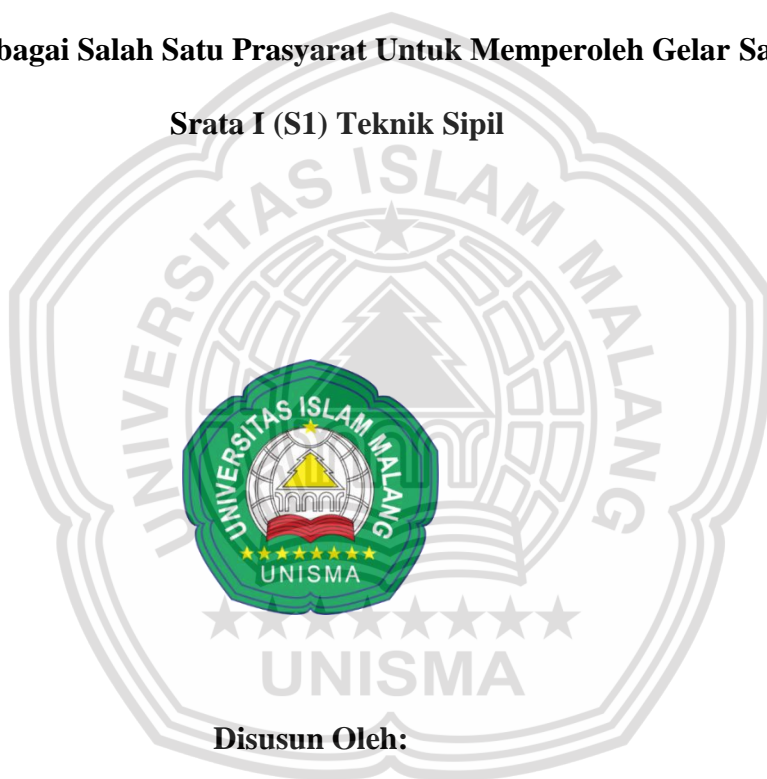 bagai Salah Satu Prasyarat Untuk Memperoleh Gelar Sa
Srata I (S1) Teknik Sipil
UNIVERSITAS ISLAM MALANG
UNISMA
UNIVERSITAS ISLAM MALANG
UNISMA
Disusun Oleh: